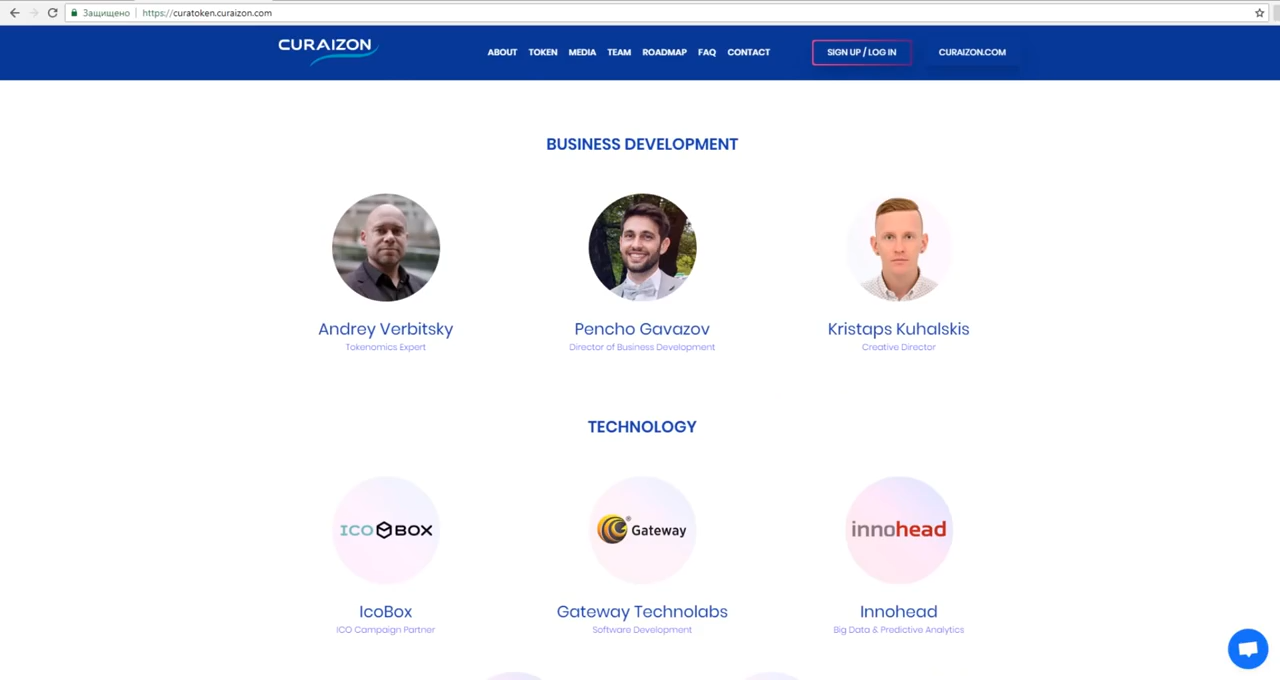 Защищено | https://curatoken.curaizon.com
CURAIZON
ABOUT TOKEN MEDIA TEAM ROADMAP FAQ CONTACT
SIGN UP / LOG IN
CURAIZON.COM
BUSINESS DEVELOPMENT
Andrey Verbitsky
Tokenomics Expert
Pencho Gavazov
Director of Business Development
Kristaps Kuhalskis
Creative Director
TECHNOLOGY
ICOBOX
IcoBox
ICO Campaign Partner
Gateway®
Gateway Technolabs
Software Development
innohead
Innohead
Big Data & Predictive Analytics